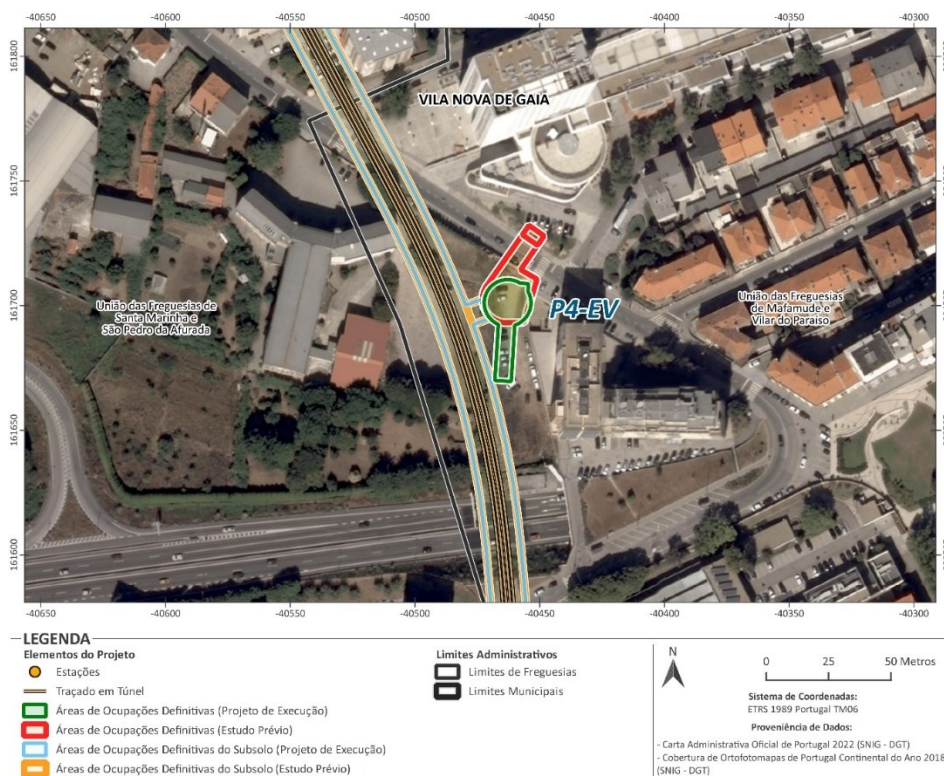 -40650 -40600 -40550 -40500 -40450 -40400 -40350 -40300
161800
161750
161700
161650
161600
VILA NOVA DE GAIA
União das Freguesias de
Santa Marinha e
São Pedro da Afurada
P4-EV
União das Freguesias
de Mafamude e
Vilar do Paraíso
-40650 -40600 -40550 -40500 -40450 -40400 -40350 -40300
LEGENDA
Elementos do Projeto
Estações
Traçado em Túnel
Áreas de Ocupações Definitivas (Projeto de Execução)
Áreas de Ocupações Definitivas (Estudo Prévio)
Áreas de Ocupações Definitivas do Subsolo (Projeto de Execução)
Áreas de Ocupações Definitivas do Subsolo (Estudo Prévio)
Limites Administrativos
Limites de Freguesias
Limites Municipais
N
0 25 50 Metros
Sistema de Coordenadas:
ETRS 1989 Portugal TM06
Proveniência de Dados:
- Carta Administrativa Oficial de Portugal 2022 (SNIG - DGT)
- Cobertura de Ortofotomapas de Portugal Continental do Ano 2018
(SNIG - DGT)